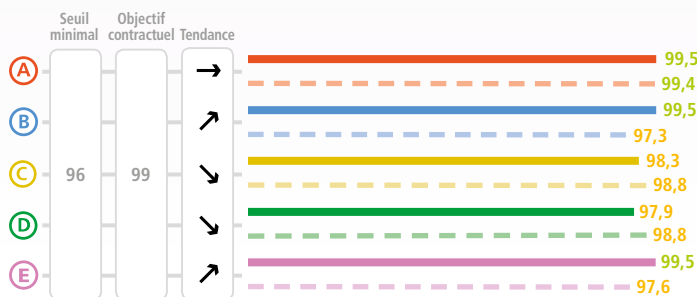 Seuil minimal
Objectif contractuel
Tendance
96
99
A
99,5
99,4
B
99,5
97,3
C
98,3
98,8
D
97,9
98,8
E
99,5
97,6